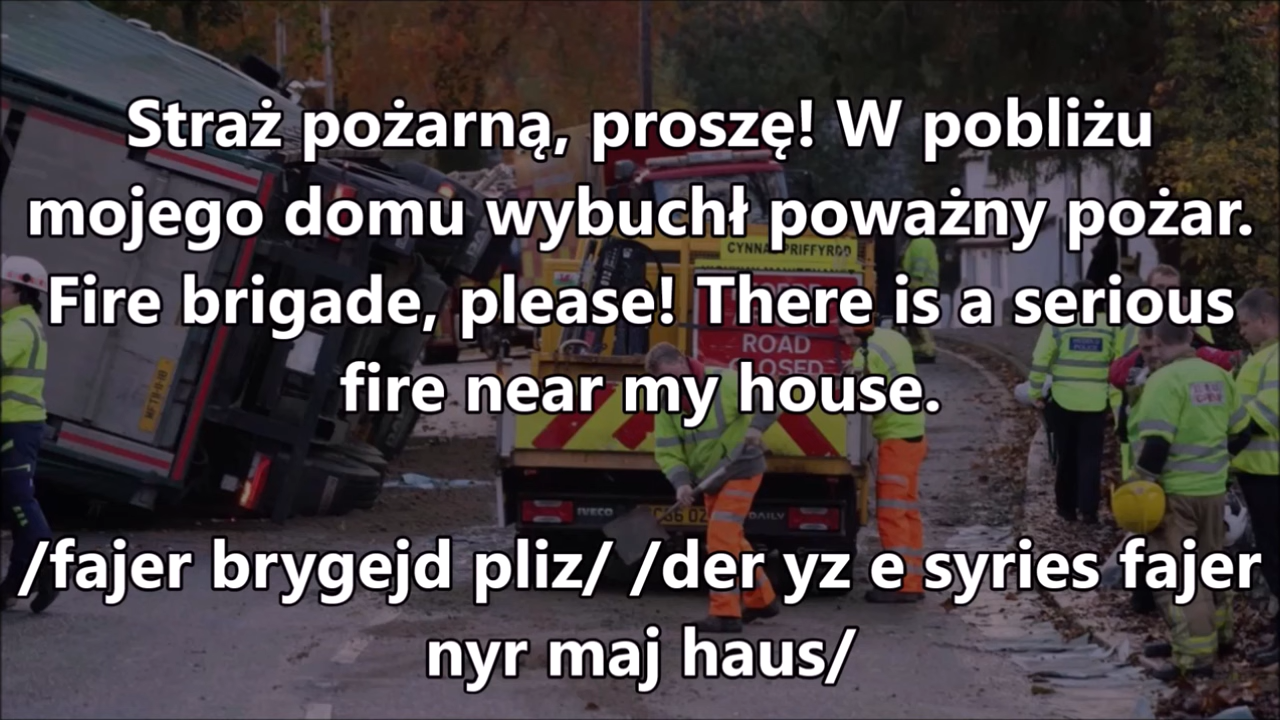 Straż pożarną, proszę! W pobliżu
mojego domu wybuchł poważny pożar.
Fire brigade, please! There is a serious
fire near my house.
/fajer brygejd pliz/ /der yz e syries fajer
nyr maj haus/
CYNNAL PRIFFYRDD
ROAD
CLOSED
IVECO
DAILY